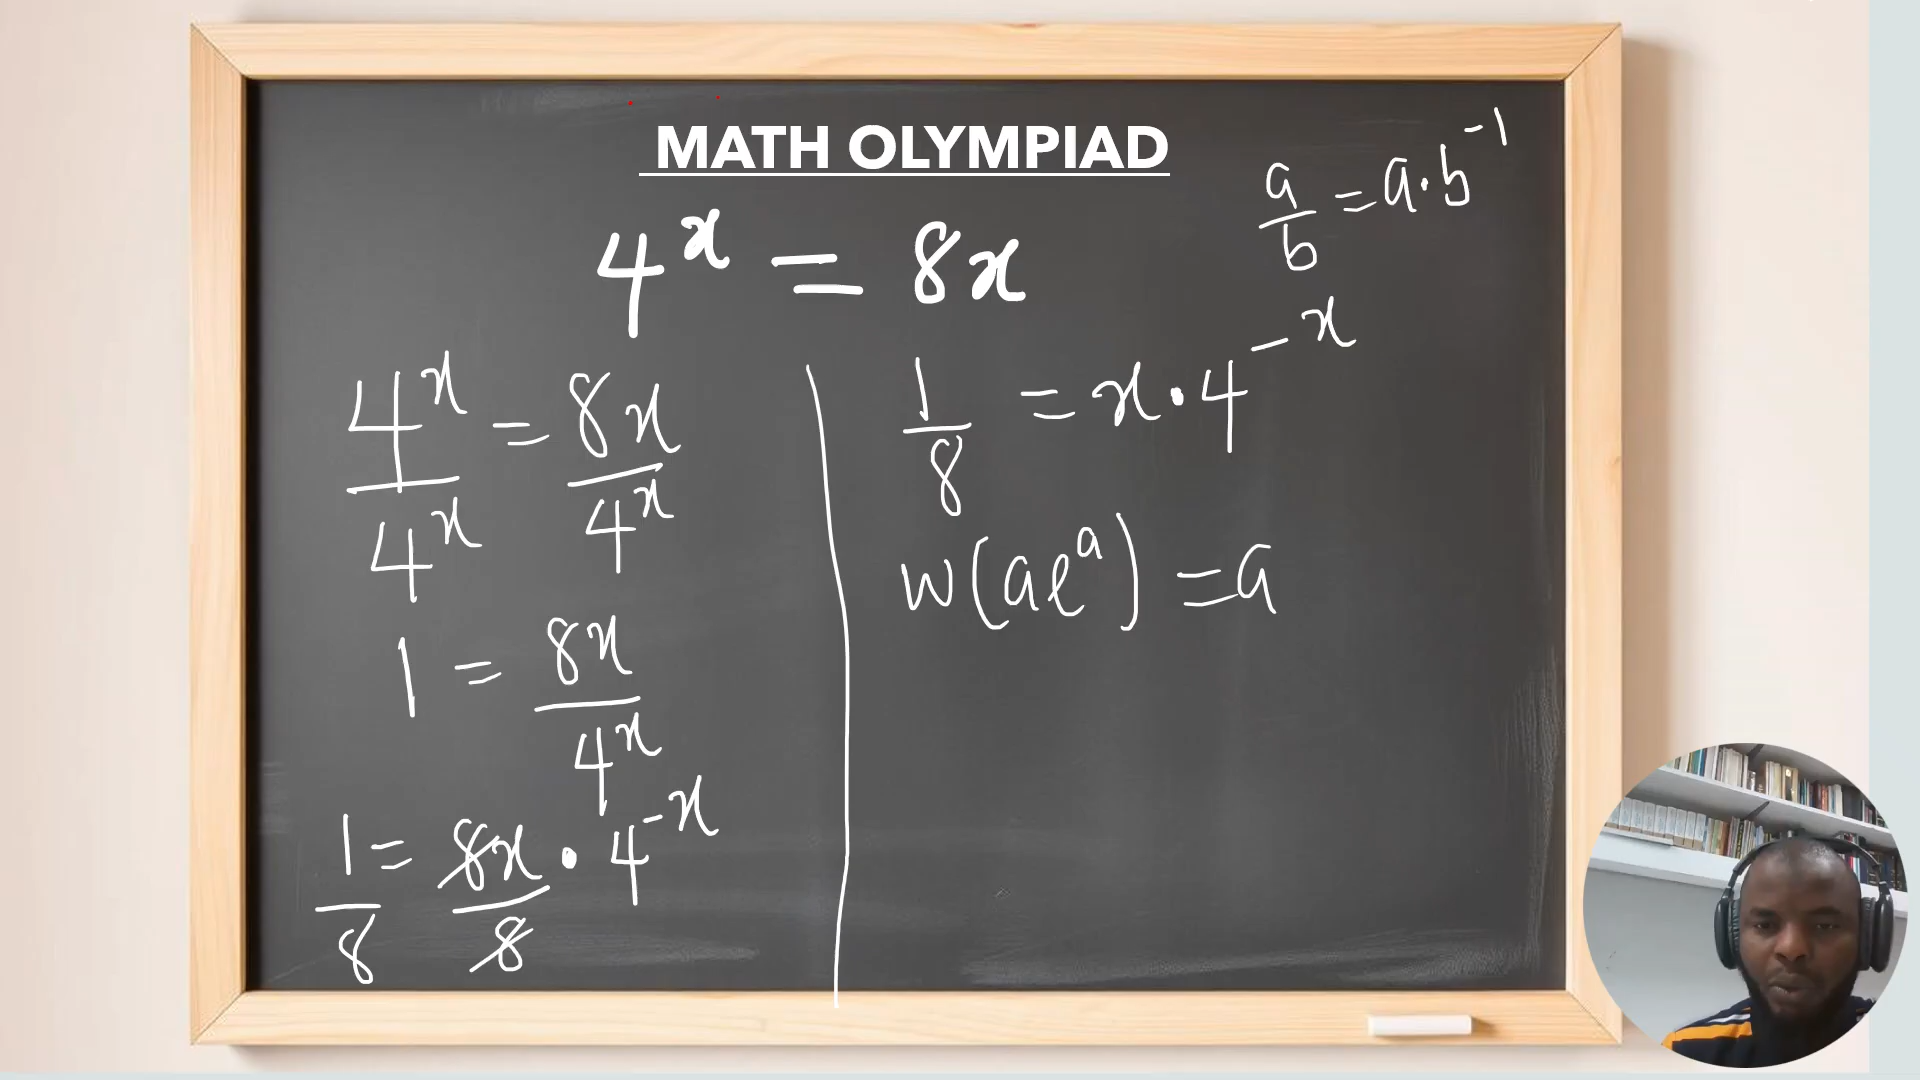 MATH OLYMPIAD
a/b = a·b^-1
4^x = 8x
4^x/4^x = 8x/4^x
1 = 8x/4^x
1/8 = 8x/8 · 4^-x
1/8 = x·4^-x
w(ae^a) = a